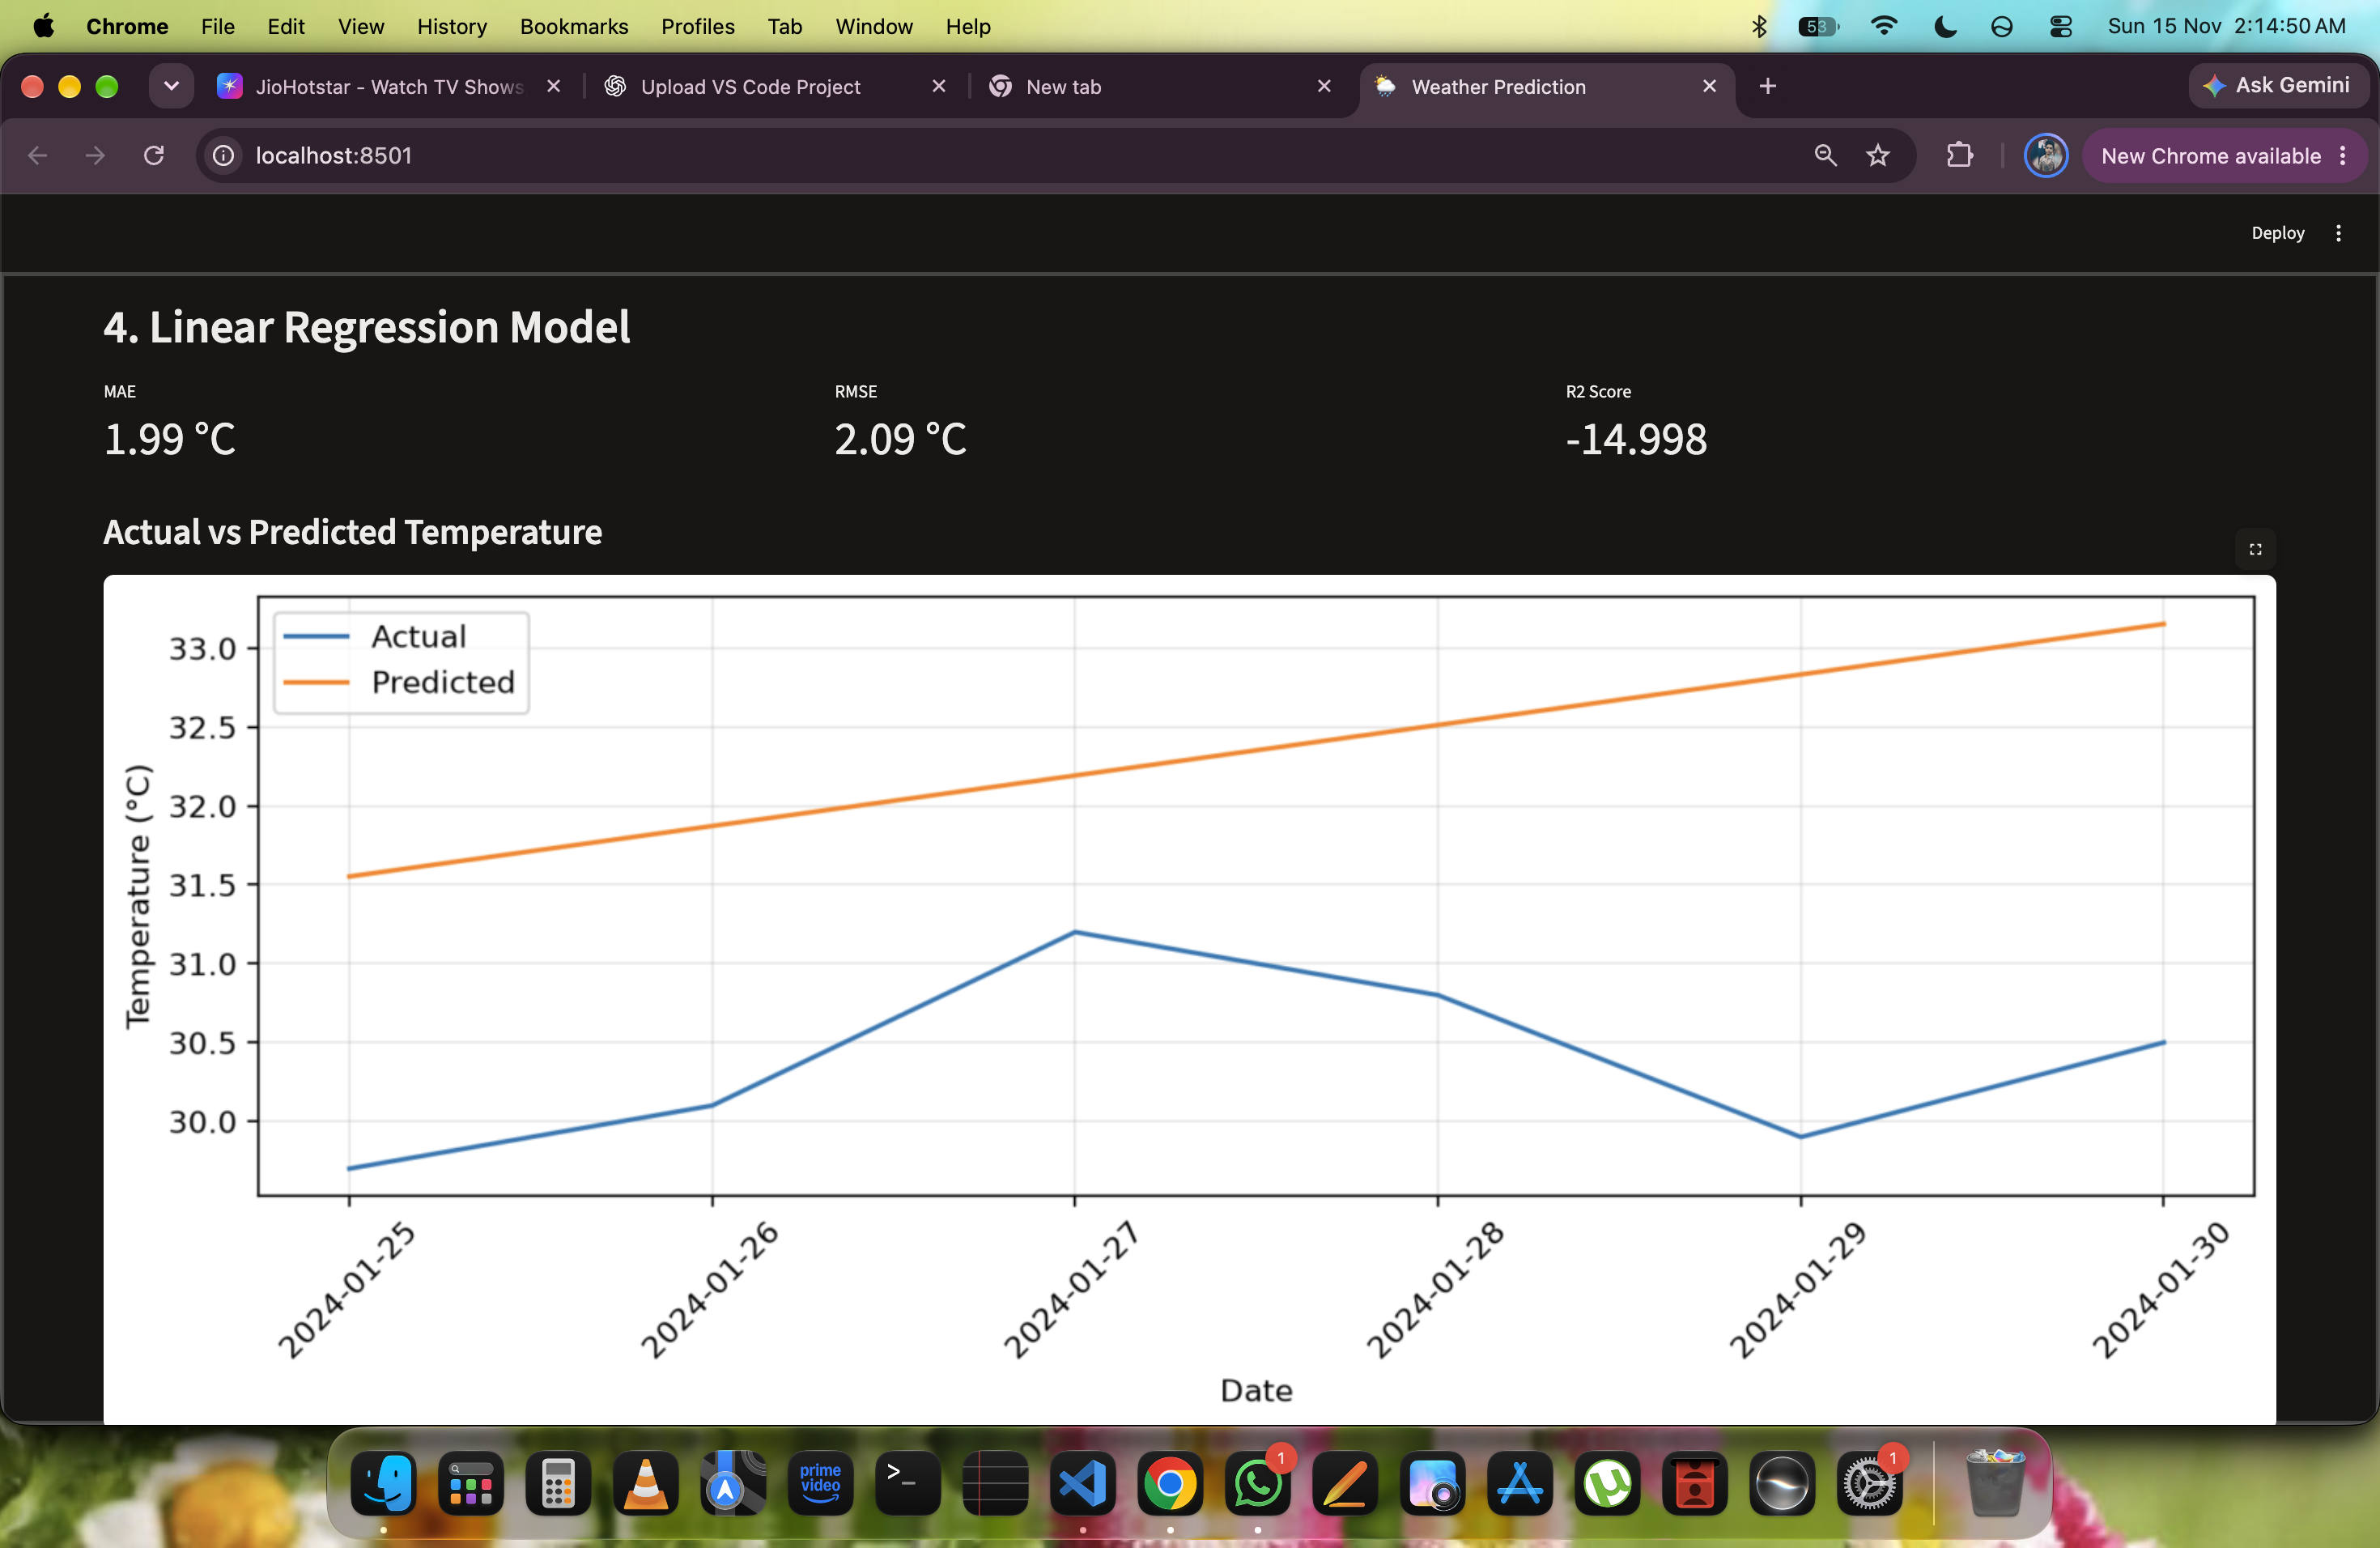 Chrome File Edit View History Bookmarks Profiles Tab Window Help 53 Sun 15 Nov 2:14:50 AM
JioHotstar - Watch TV Shows Upload VS Code Project New tab Weather Prediction Ask Gemini
localhost:8501 New Chrome available
Deploy
4. Linear Regression Model
MAE RMSE R2 Score
1.99 °C 2.09 °C -14.998
Actual vs Predicted Temperature
Actual
Predicted
33.0
32.5
32.0
31.5
31.0
30.5
30.0
Temperature (°C)
2024-01-25 2024-01-26 2024-01-27 2024-01-28 2024-01-29 2024-01-30
Date
prime
video
>_
1
1